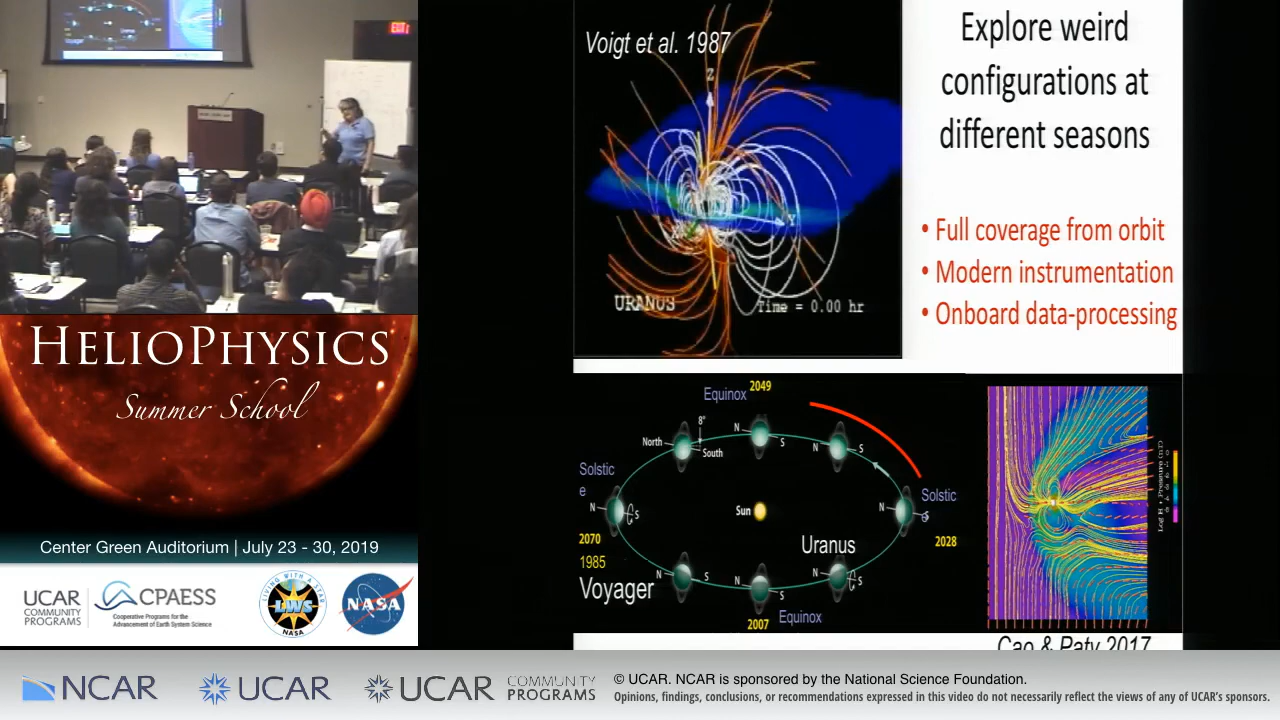 EXIT
HELIOPHYSICS
Summer School
Center Green Auditorium | July 23 - 30, 2019
UCAR
COMMUNITY
PROGRAMS
CPAESS
Cooperative Programs for the
Advancement of Earth System Science
LIVING WITH A STAR
LWS
NASA
NASA
Voigt et al. 1987
Z
Y
URANUS
Time = 0.00 hr
Explore weird
configurations at
different seasons
• Full coverage from orbit
• Modern instrumentation
• Onboard data-processing
Equinox 2049
8°
North
South
N
S
N
S
Solstic
e
N
S
2070
1985
Voyager
Sun
Solstic
N
S
2028
Uranus
N
S
N
S
N
S
2007 Equinox
Cao & Paty 2017
NCAR
UCAR
UCAR
COMMUNITY
PROGRAMS
© UCAR. NCAR is sponsored by the National Science Foundation.
Opinions, findings, conclusions, or recommendations expressed in this video do not necessarily reflect the views of any of UCAR's sponsors.